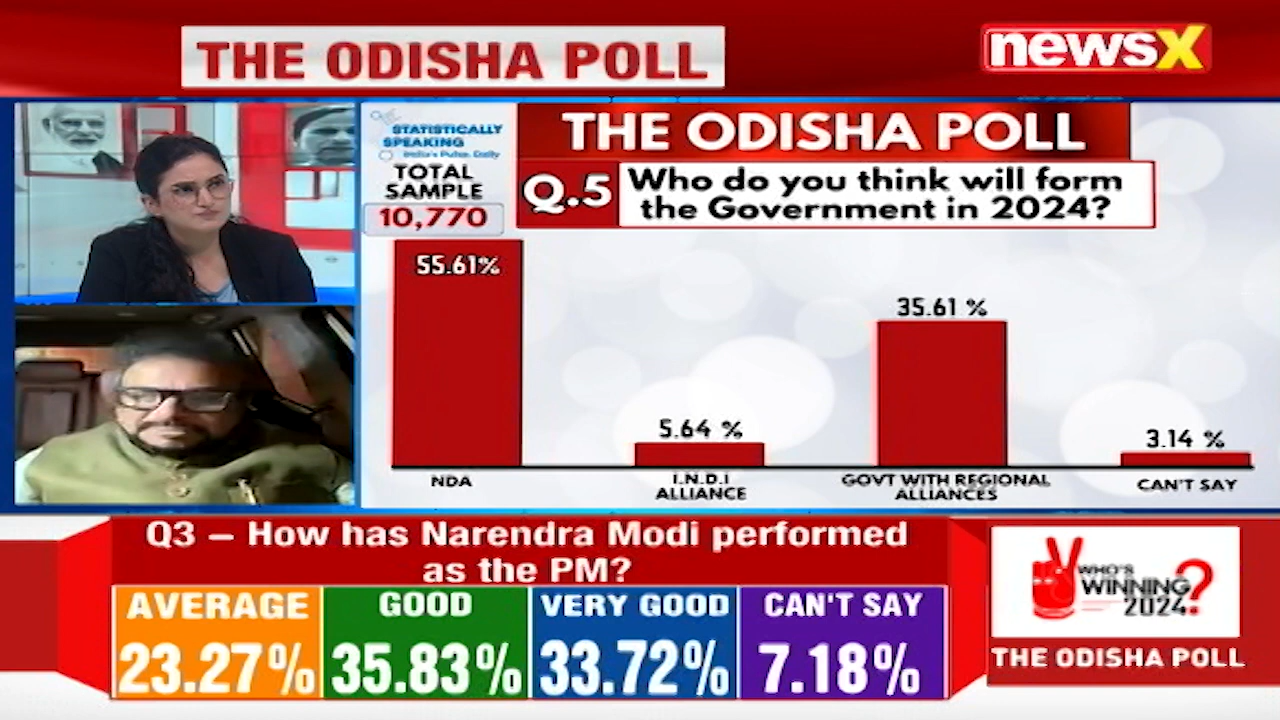 THE ODISHA POLL
newsX
STATISTICALLY
SPEAKING
India's Pulse, Daily
TOTAL
SAMPLE
10,770
THE ODISHA POLL
Q.5
Who do you think will form
the Government in 2024?
55.61%
5.64 %
35.61 %
3.14 %
NDA
I.N.D.I
ALLIANCE
GOVT WITH REGIONAL
ALLIANCES
CAN'T SAY
Q3 – How has Narendra Modi performed
as the PM?
AVERAGE
23.27%
GOOD
35.83%
VERY GOOD
33.72%
CAN'T SAY
7.18%
WHO'S
WINNING
2024?
THE ODISHA POLL